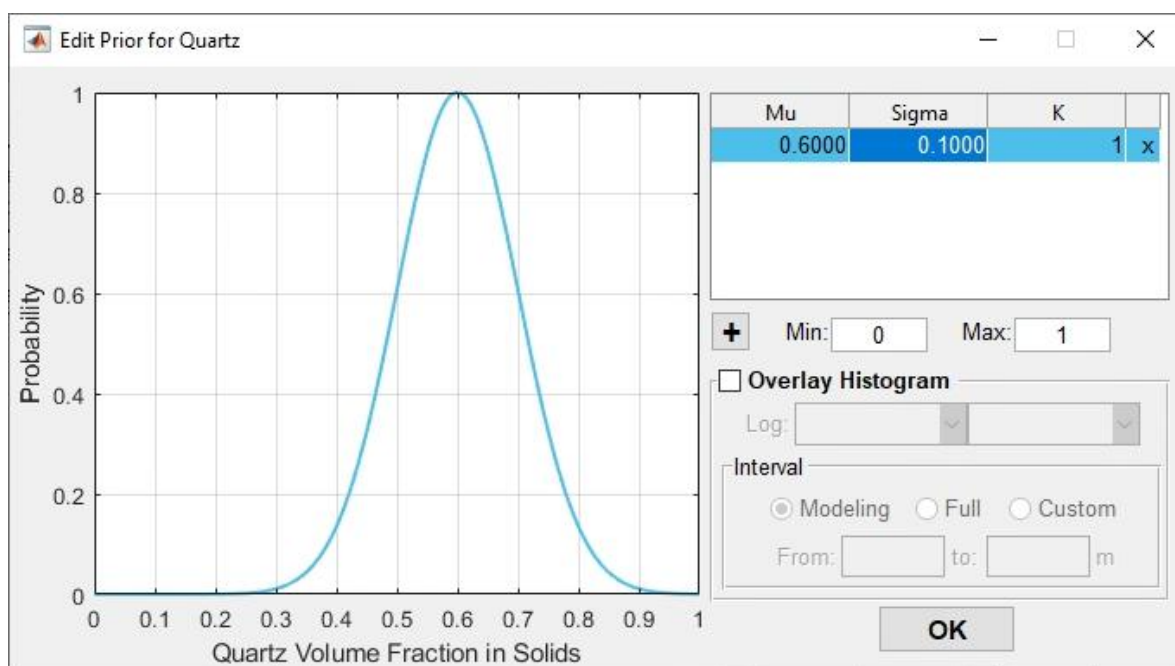 Edit Prior for Quartz
1
0.8
0.6
0.4
0.2
0
Probability
0 0.1 0.2 0.3 0.4 0.5 0.6 0.7 0.8 0.9 1
Quartz Volume Fraction in Solids
Mu Sigma K
0.6000 0.1000 1 x
+ Min: 0 Max: 1
Overlay Histogram
Log:
Interval
Modeling Full Custom
From: to: m
OK